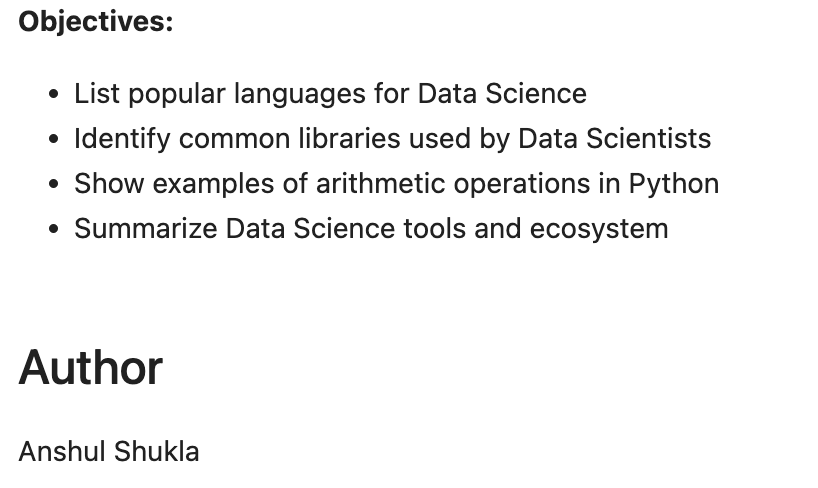 Objectives:
• List popular languages for Data Science
• Identify common libraries used by Data Scientists
• Show examples of arithmetic operations in Python
• Summarize Data Science tools and ecosystem
Author
Anshul Shukla